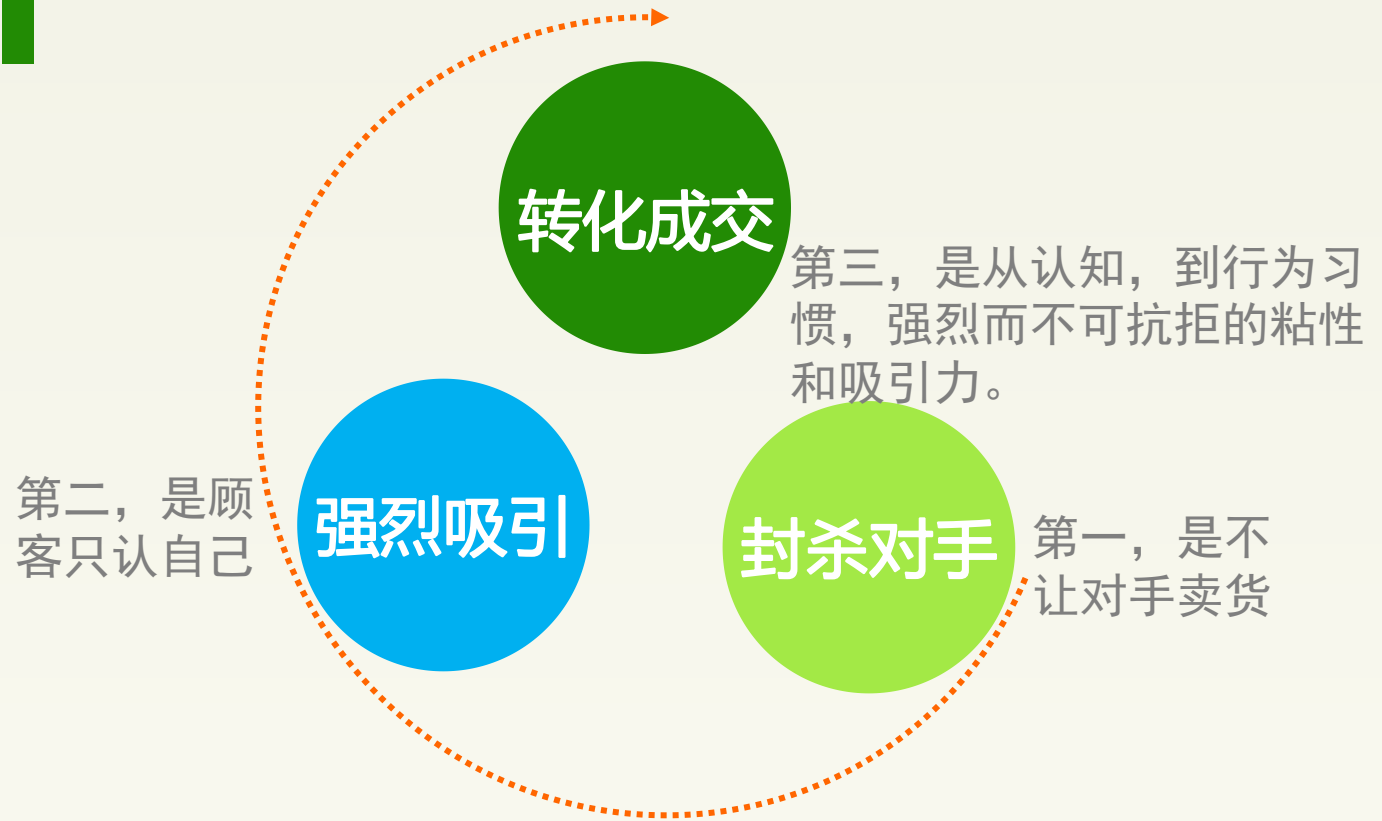 转化成交
第三，是从认知，到行为习
惯，强烈而不可抗拒的粘性
和吸引力。
强烈吸引
第二，是顾
客只认自己
封杀对手
第一，是不
让对手卖货